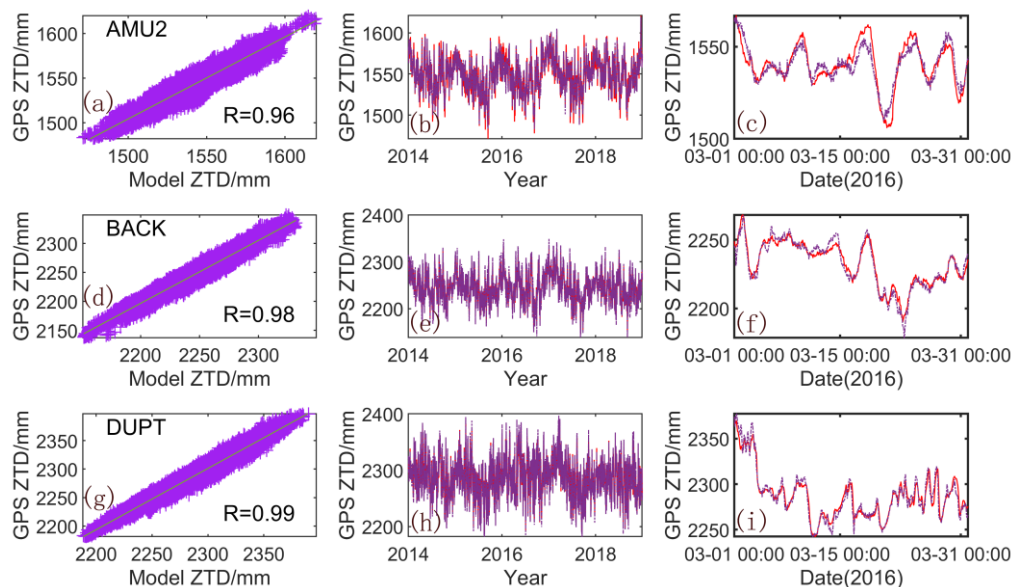 AMU2
GPS ZTD/mm
1600
1550
1500
(a)
R=0.96
1500 1550 1600
Model ZTD/mm
GPS ZTD/mm
1600
1550
1500
(b)
2014 2016 2018
Year
GPS ZTD/mm
1550
1500
(c)
03-01 00:00 03-15 00:00 03-31 00:00
Date(2016)
BACK
GPS ZTD/mm
2300
2250
2200
2150
(d)
R=0.98
2200 2300
Model ZTD/mm
GPS ZTD/mm
2400
2300
2200
(e)
2014 2016 2018
Year
GPS ZTD/mm
2250
2200
(f)
03-01 00:00 03-15 00:00 03-31 00:00
Date(2016)
DUPT
GPS ZTD/mm
2350
2300
2250
2200
(g)
R=0.99
2200 2250 2300 2350
Model ZTD/mm
GPS ZTD/mm
2400
2300
2200
(h)
2014 2016 2018
Year
GPS ZTD/mm
2350
2300
2250
(i)
03-01 00:00 03-15 00:00 03-31 00:00
Date(2016)